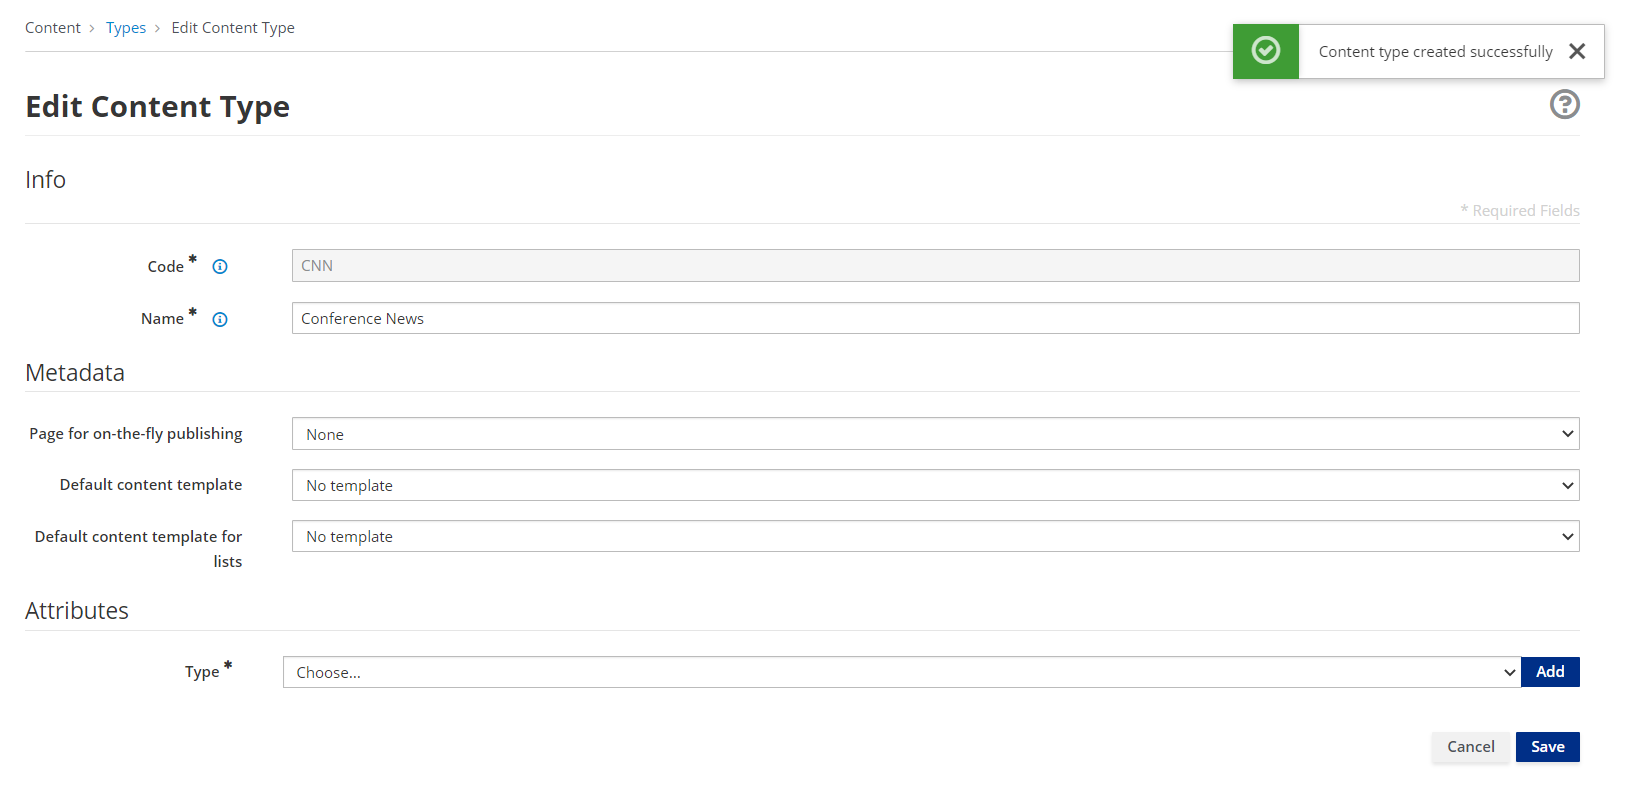 Content > Types > Edit Content Type
Content type created successfully
Edit Content Type
Info
* Required Fields
Code *
CNN
Name *
Conference News
Metadata
Page for on-the-fly publishing
None
Default content template
No template
Default content template for
lists
No template
Attributes
Type *
Choose...
Add
Cancel
Save